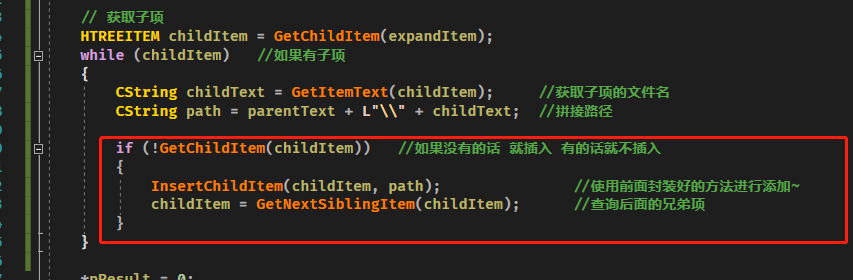 // 获取子项
HTREEITEM childItem = GetChildItem(expandItem);
while (childItem) //如果有子项
{
CString childText = GetItemText(childItem); //获取子项的文件名
CString path = parentText + L"\\" + childText; //拼接路径
if (!GetChildItem(childItem)) //如果没有的话 就插入 有的话就不插入
{
InsertChildItem(childItem, path); //使用前面封装好的方法进行添加~
childItem = GetNextSiblingItem(childItem); //查询后面的兄弟项
}
}
*pResult = 0;